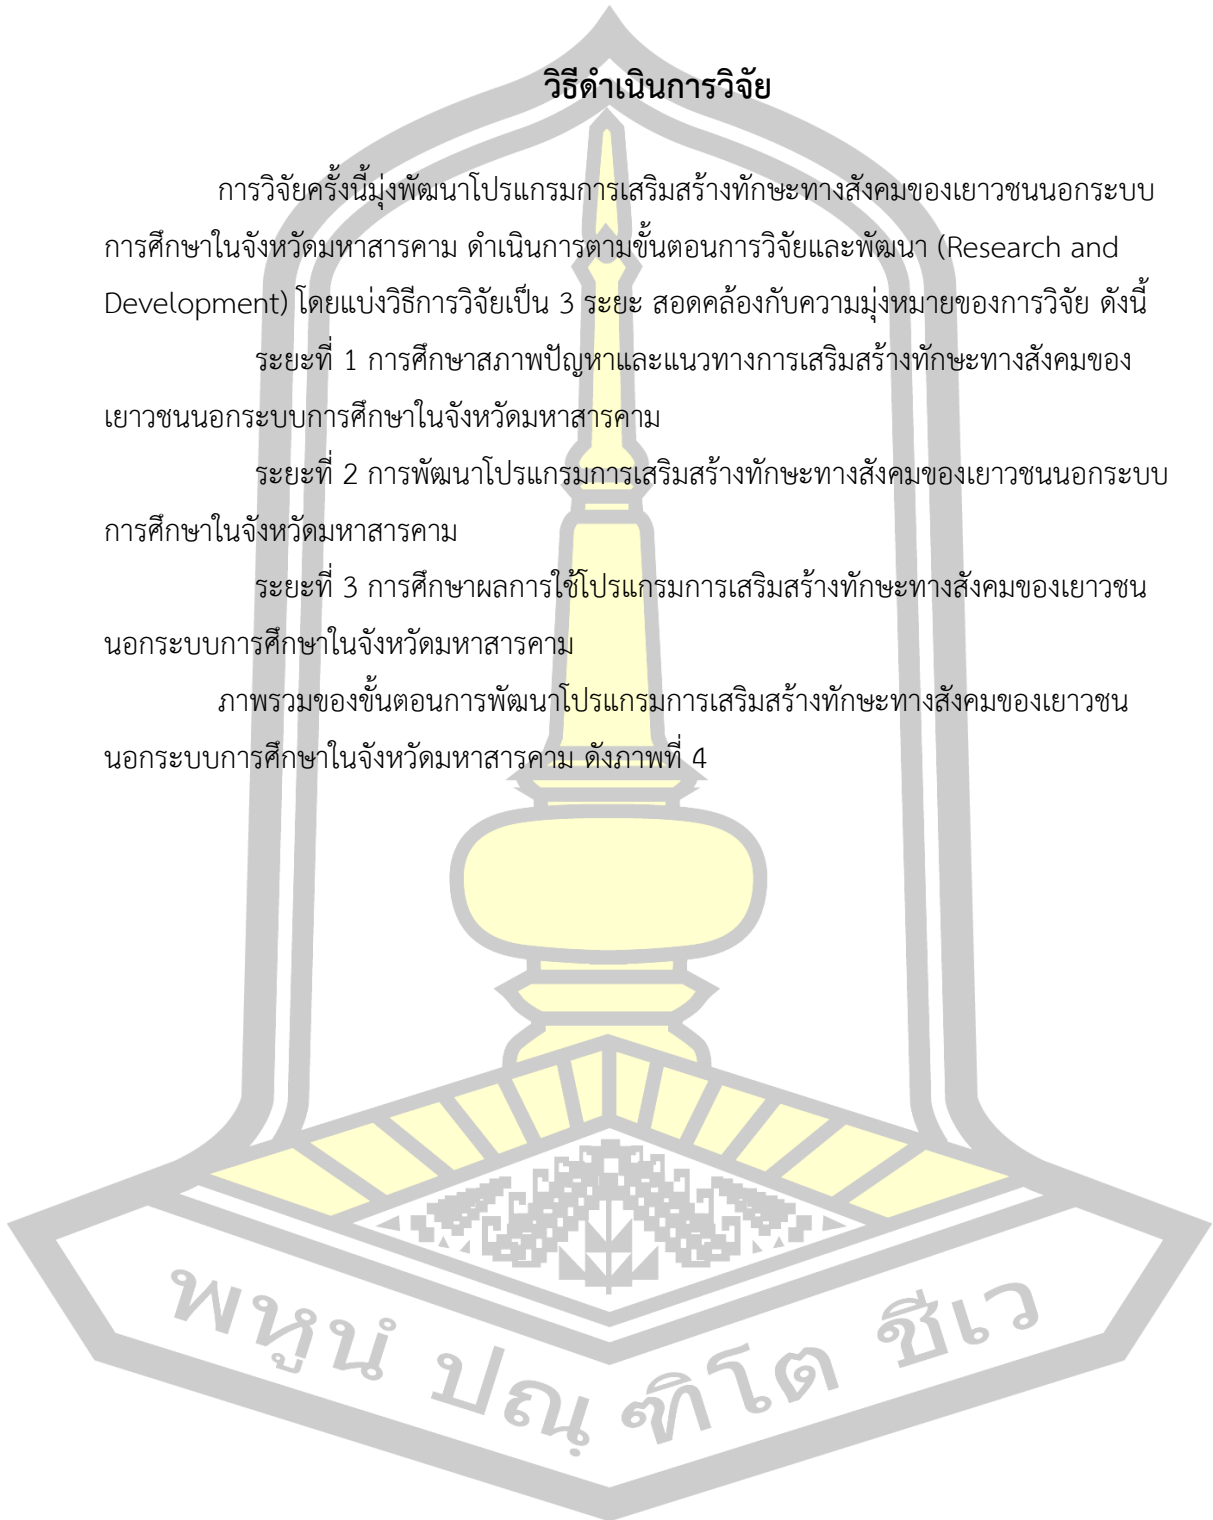 วิธีดำเนินการวิจัย
การวิจัยครั้งนี้มุ่งพัฒนาโปรแกรมการเสริมสร้างทักษะทางสังคมของเยาวชนนอกระบบ
การศึกษาในจังหวัดมหาสารคาม ดำเนินการตามขั้นตอนการวิจัยและพัฒนา (Research and
Development) โดยแบ่งวิธีการวิจัยเป็น 3 ระยะ สอดคล้องกับความมุ่งหมายของการวิจัย ดังนี้
ระยะที่ 1 การศึกษาสภาพปัญหาและแนวทางการเสริมสร้างทักษะทางสังคมของ
เยาวชนนอกระบบการศึกษาในจังหวัดมหาสารคาม
ระยะที่ 2 การพัฒนาโปรแกรมการเสริมสร้างทักษะทางสังคมของเยาวชนนอกระบบ
การศึกษาในจังหวัดมหาสารคาม
ระยะที่ 3 การศึกษาผลการใช้โปรแกรมการเสริมสร้างทักษะทางสังคมของเยาวชน
นอกระบบการศึกษาในจังหวัดมหาสารคาม
ภาพรวมของขั้นตอนการพัฒนาโปรแกรมการเสริมสร้างทักษะทางสังคมของเยาวชน
นอกระบบการศึกษาในจังหวัดมหาสารคาม ดังภาพที่ 4
พหูนํ ปณฺ ฑิโต ชีเว